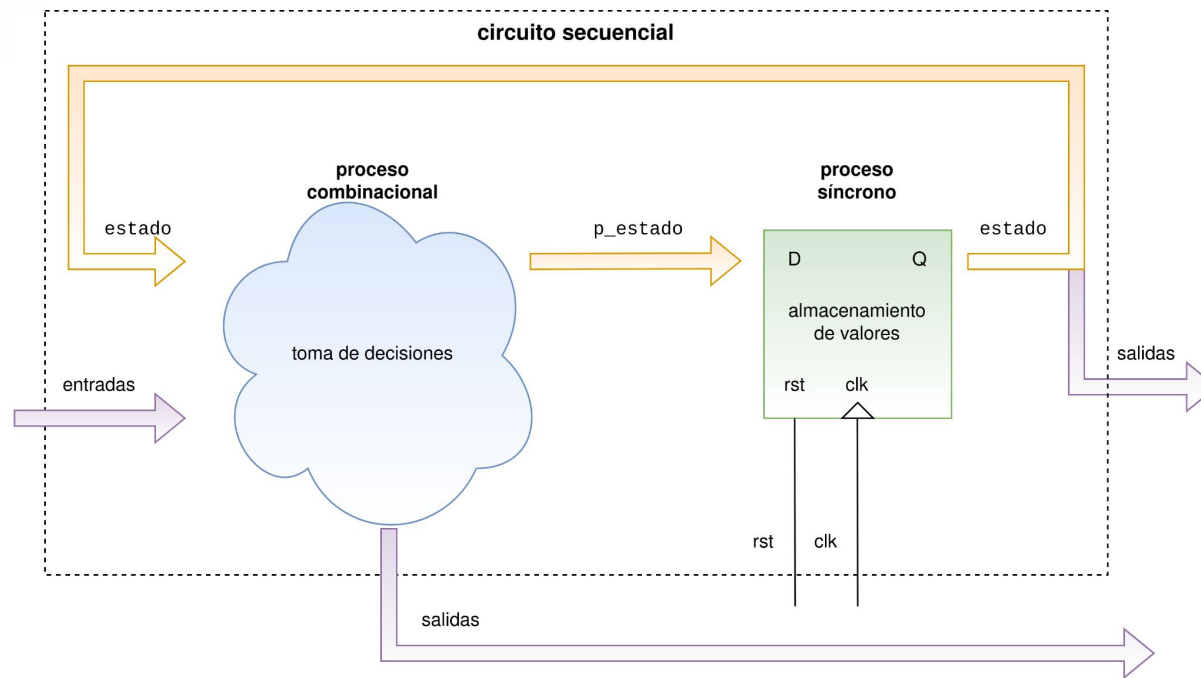 circuito secuencial
proceso
combinacional
proceso
síncrono
estado
p_estado
estado
D
Q
almacenamiento
de valores
toma de decisiones
salidas
entradas
rst
clk
rst
clk
salidas